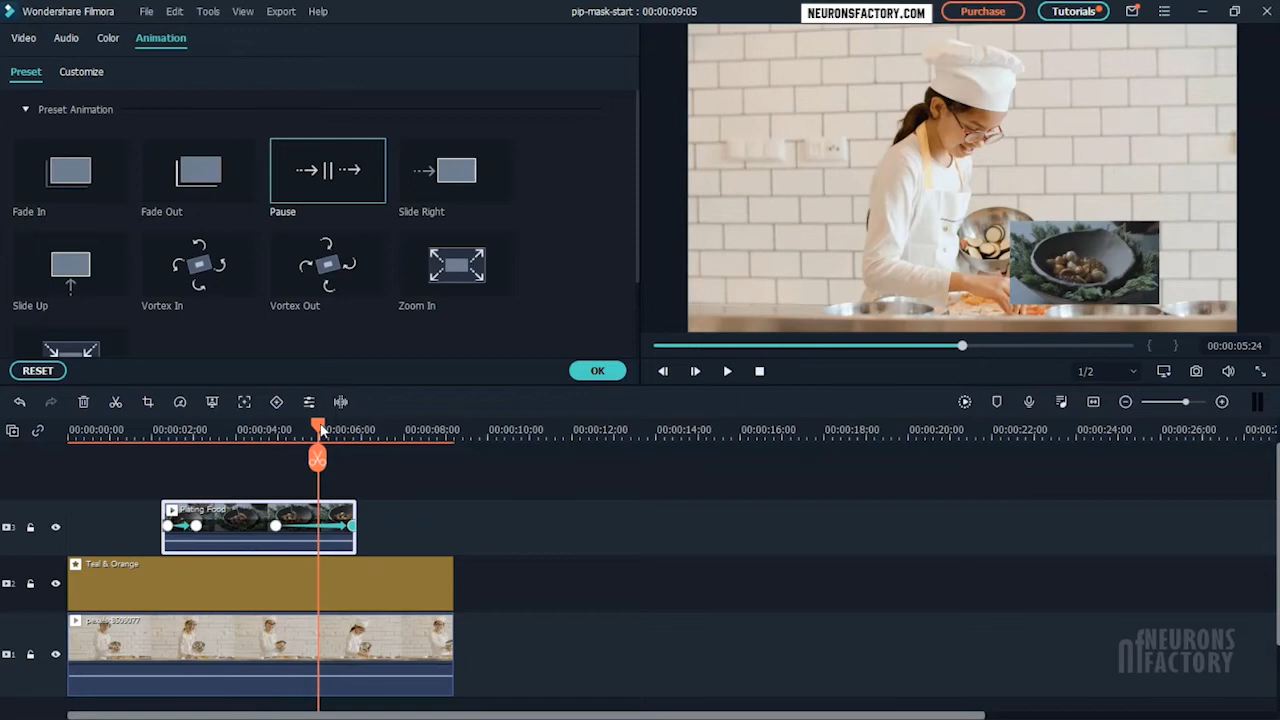 Wondershare Filmora File Edit Tools View Export Help pip-mask-start : 00:00:09:05 NEURONSFACTORY.COM Purchase Tutorials
Video Audio Color Animation
Preset Customize
Preset Animation
Fade In Fade Out Pause Slide Right
Slide Up Vortex In Vortex Out Zoom In
00:00:05:24
RESET OK
1/2
00:00:00:00 00:00:02:00 00:00:04:00 00:00:06:00 00:00:08:00 00:00:10:00 00:00:12:00 00:00:14:00 00:00:16:00 00:00:18:00 00:00:20:00 00:00:22:00 00:00:24:00 00:00:26:00
Plating Food
3
Teal & Orange
2
1
NEURONS
FACTORY